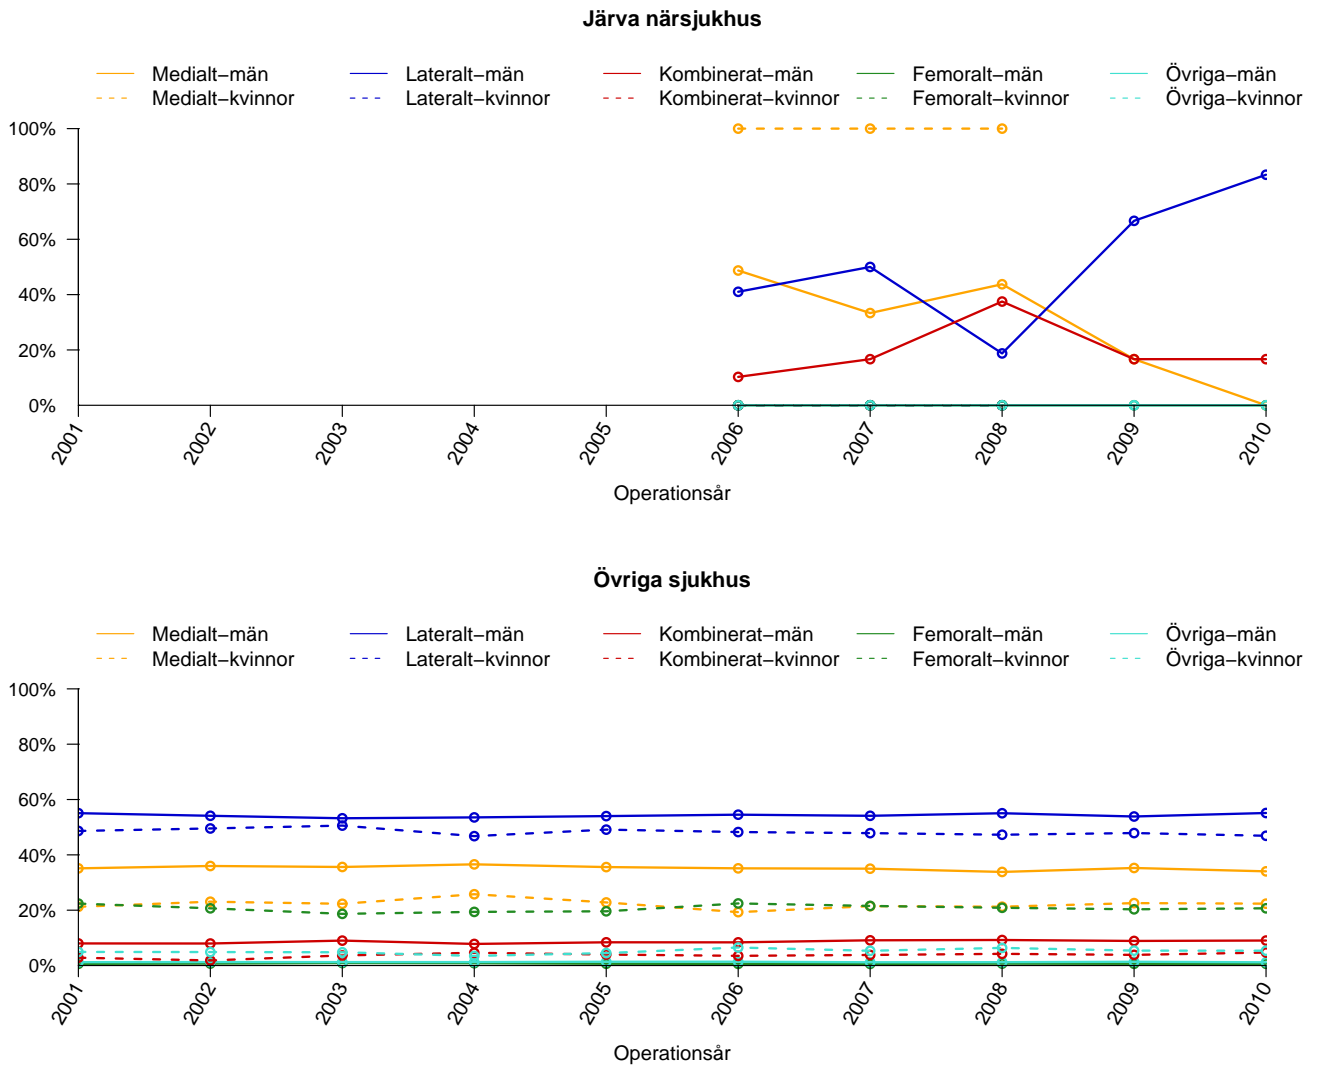 Järva närsjukhus
Medialt−män Lateralt−män Kombinerat−män Femoralt−män Övriga−män
Medialt−kvinnor Lateralt−kvinnor Kombinerat−kvinnor Femoralt−kvinnor Övriga−kvinnor
100%
80%
60%
40%
20%
0%
2001 2002 2003 2004 2005 2006 2007 2008 2009 2010
Operationsår
Övriga sjukhus
Medialt−män Lateralt−män Kombinerat−män Femoralt−män Övriga−män
Medialt−kvinnor Lateralt−kvinnor Kombinerat−kvinnor Femoralt−kvinnor Övriga−kvinnor
100%
80%
60%
40%
20%
0%
2001 2002 2003 2004 2005 2006 2007 2008 2009 2010
Operationsår